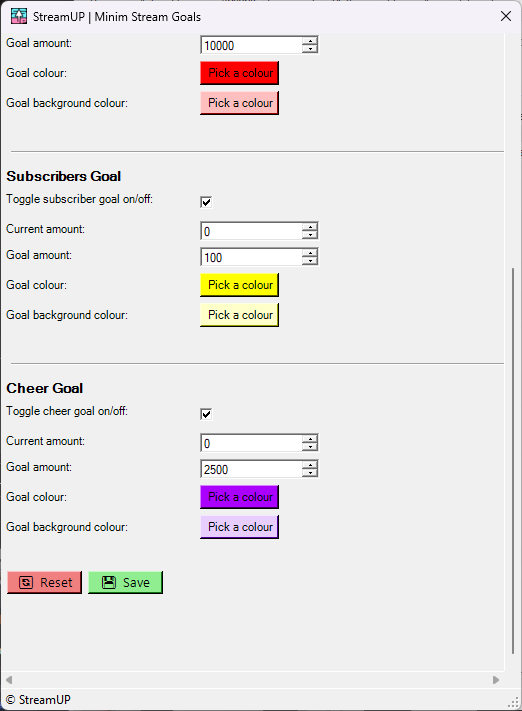 StreamUP | Minim Stream Goals
Goal amount: 10000
Goal colour: Pick a colour
Goal background colour: Pick a colour
Subscribers Goal
Toggle subscriber goal on/off:
Current amount: 0
Goal amount: 100
Goal colour: Pick a colour
Goal background colour: Pick a colour
Cheer Goal
Toggle cheer goal on/off:
Current amount: 0
Goal amount: 2500
Goal colour: Pick a colour
Goal background colour: Pick a colour
Reset Save
© StreamUP